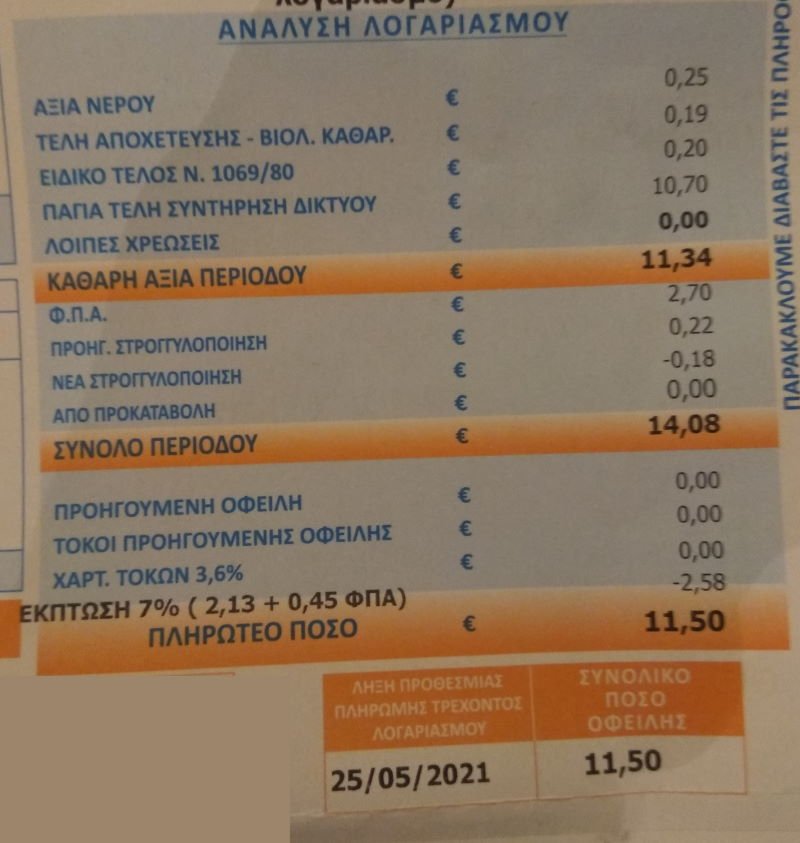 λογαριασμό)
ΑΝΑΛΥΣΗ ΛΟΓΑΡΙΑΣΜΟΥ
ΑΞΙΑ ΝΕΡΟΥ € 0,25
ΤΕΛΗ ΑΠΟΧΕΤΕΥΣΗΣ - ΒΙΟΛ. ΚΑΘΑΡ. € 0,19
ΕΙΔΙΚΟ ΤΕΛΟΣ Ν. 1069/80 € 0,20
ΠΑΓΙΑ ΤΕΛΗ ΣΥΝΤΗΡΗΣΗ ΔΙΚΤΥΟΥ € 10,70
ΛΟΙΠΕΣ ΧΡΕΩΣΕΙΣ € 0,00
ΚΑΘΑΡΗ ΑΞΙΑ ΠΕΡΙΟΔΟΥ € 11,34
Φ.Π.Α. € 2,70
ΠΡΟΗΓ. ΣΤΡΟΓΓΥΛΟΠΟΙΗΣΗ € 0,22
ΝΕΑ ΣΤΡΟΓΓΥΛΟΠΟΙΗΣΗ € -0,18
ΑΠΟ ΠΡΟΚΑΤΑΒΟΛΗ € 0,00
ΣΥΝΟΛΟ ΠΕΡΙΟΔΟΥ € 14,08
ΠΡΟΗΓΟΥΜΕΝΗ ΟΦΕΙΛΗ € 0,00
ΤΟΚΟΙ ΠΡΟΗΓΟΥΜΕΝΗΣ ΟΦΕΙΛΗΣ € 0,00
ΧΑΡΤ. ΤΟΚΩΝ 3,6% € 0,00
ΕΚΠΤΩΣΗ 7% ( 2,13 + 0,45 ΦΠΑ) -2,58
ΠΛΗΡΩΤΕΟ ΠΟΣΟ € 11,50
ΛΗΞΗ ΠΡΟΘΕΣΜΙΑΣ
ΠΛΗΡΩΜΗΣ ΤΡΕΧΟΝΤΟΣ
ΛΟΓΑΡΙΑΣΜΟΥ
25/05/2021
ΣΥΝΟΛΙΚΟ
ΠΟΣΟ
ΟΦΕΙΛΗΣ
11,50
ΠΑΡΑΚΑΚΛΟΥΜΕ ΔΙΑΒΑΣΤΕ ΤΙΣ